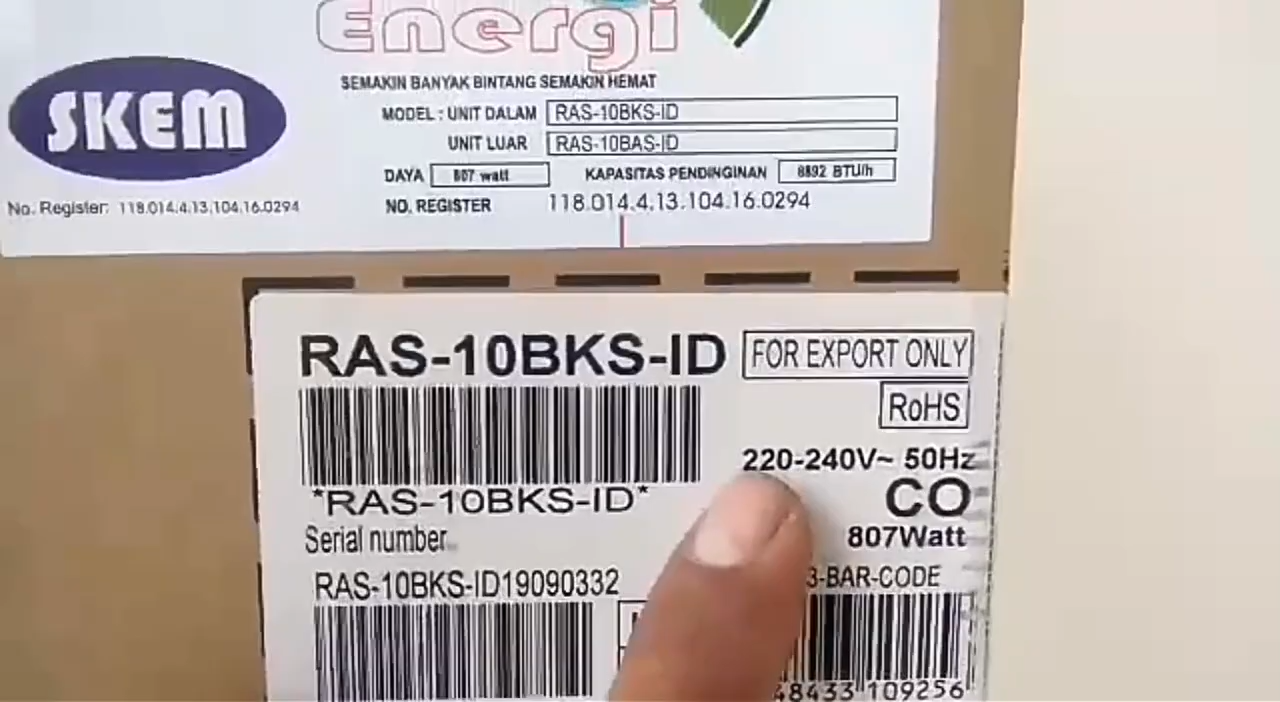 Energi
SEMAKIN BANYAK BINTANG SEMAKIN HEMAT
SKEM
MODEL : UNIT DALAM RAS-10BKS-ID
UNIT LUAR RAS-10BAS-ID
DAYA 807 watt KAPASITAS PENDINGINAN 8892 BTU/h
No. Register: 118.014.4.13.104.16.0294
NO. REGISTER 118.014.4.13.104.16.0294
RAS-10BKS-ID FOR EXPORT ONLY
RoHS
220-240V~ 50Hz
*RAS-10BKS-ID* CO
Serial number 807Watt
RAS-10BKS-ID19090332 3-BAR-CODE
48433 109256